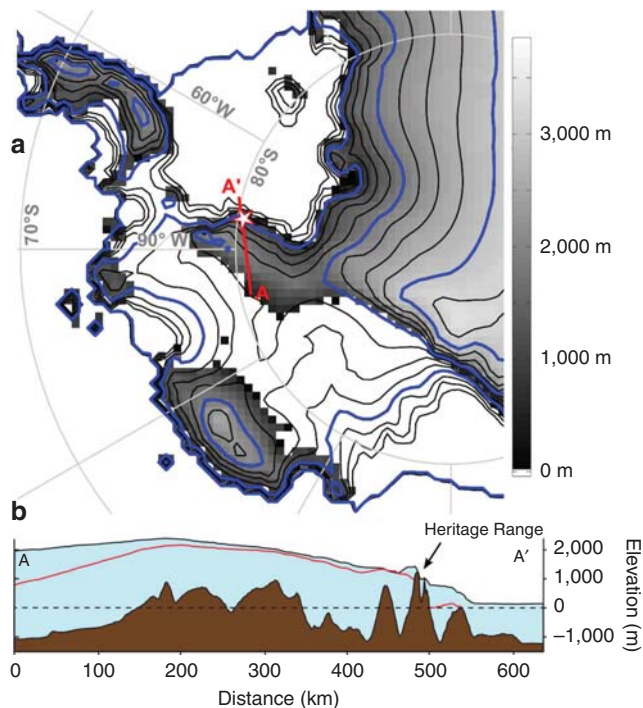 a
60°W
80°S
70°S
90° W
A'
A
3,000 m
2,000 m
1,000 m
0 m
b
Heritage Range
A
A′
2,000
1,000
0
−1,000
Elevation (m)
0
100
200
300
400
500
600
Distance (km)